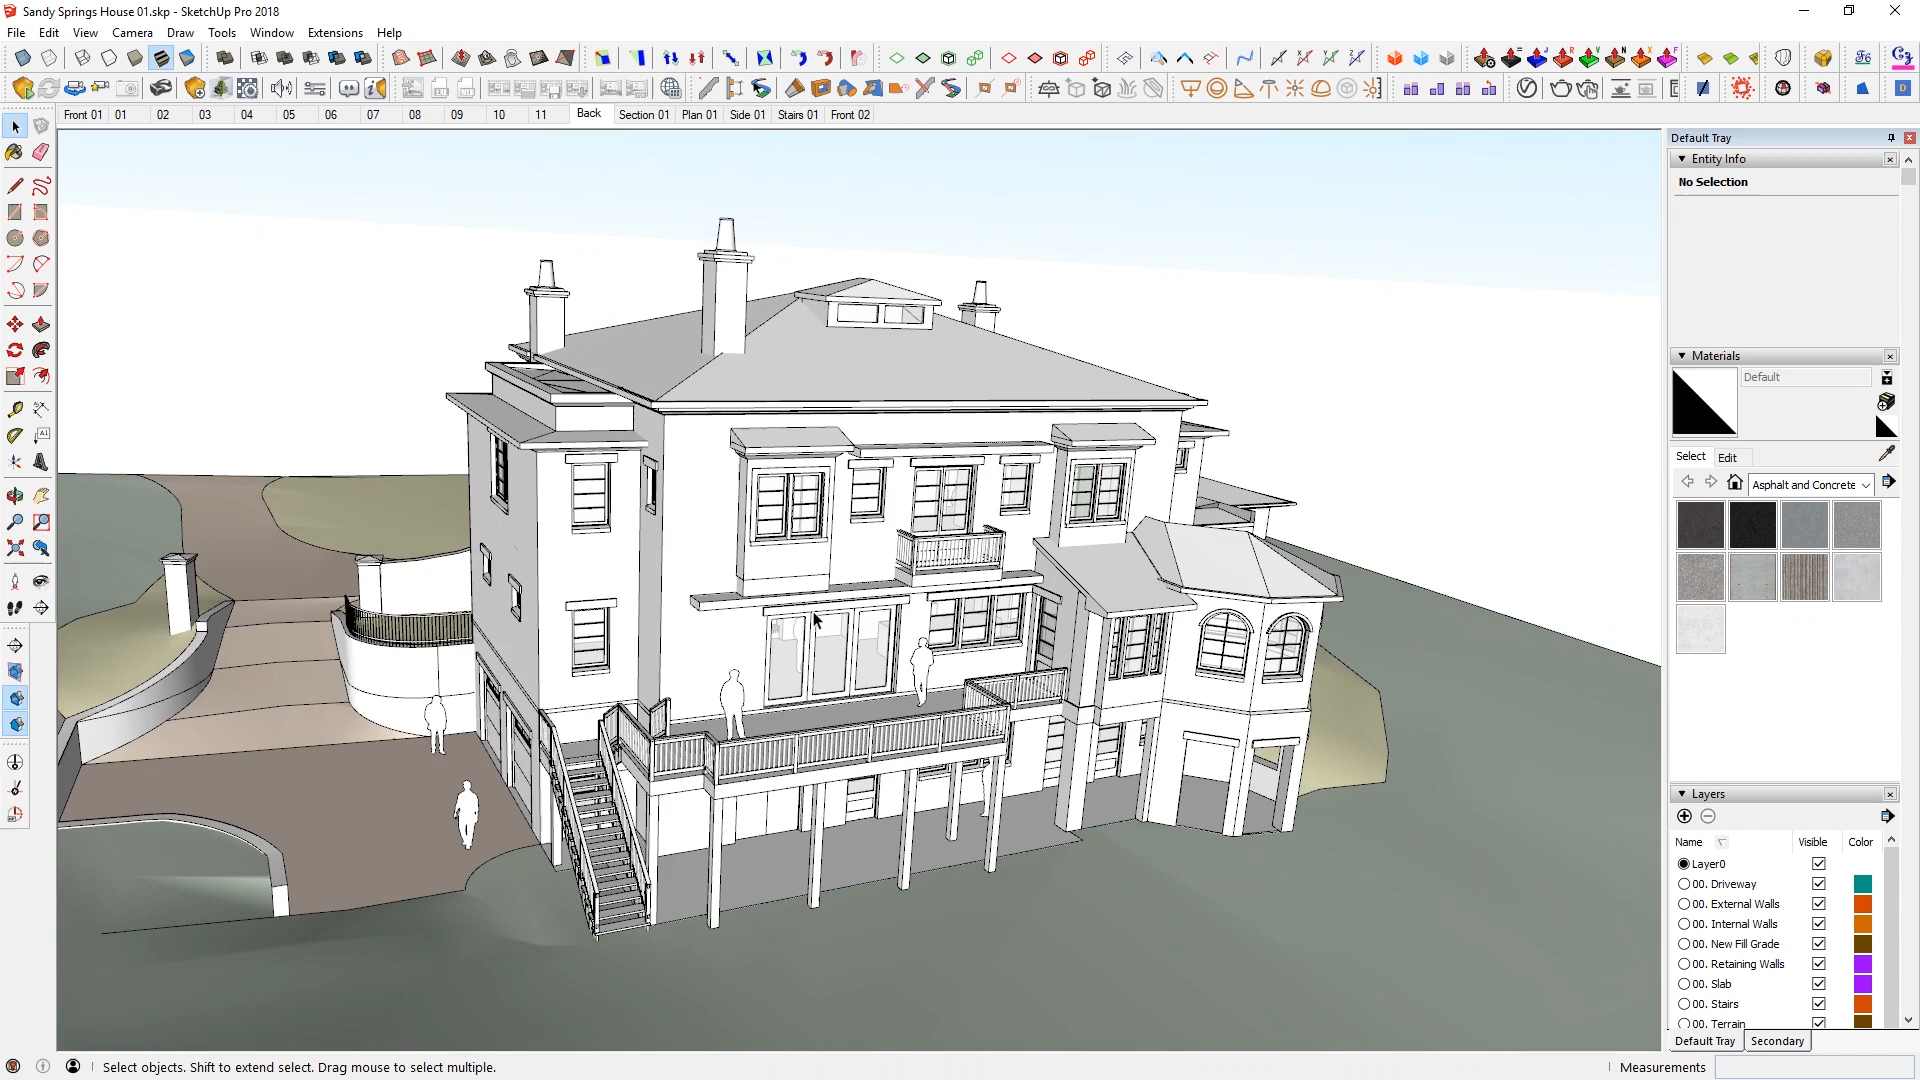 Sandy Springs House 01.skp - SketchUp Pro 2018
File Edit View Camera Draw Tools Window Extensions Help
Front 01 01 02 03 04 05 06 07 08 09 10 11 Back Section 01 Plan 01 Side 01 Stairs 01 Front 02
Default Tray
Entity Info
No Selection
Materials
Default
Select Edit
Asphalt and Concrete
Layers
Name Visible Color
Layer0
00. Driveway
00. External Walls
00. Internal Walls
00. New Fill Grade
00. Retaining Walls
00. Slab
00. Stairs
00. Terrain
Default Tray Secondary
Select objects. Shift to extend select. Drag mouse to select multiple.
Measurements